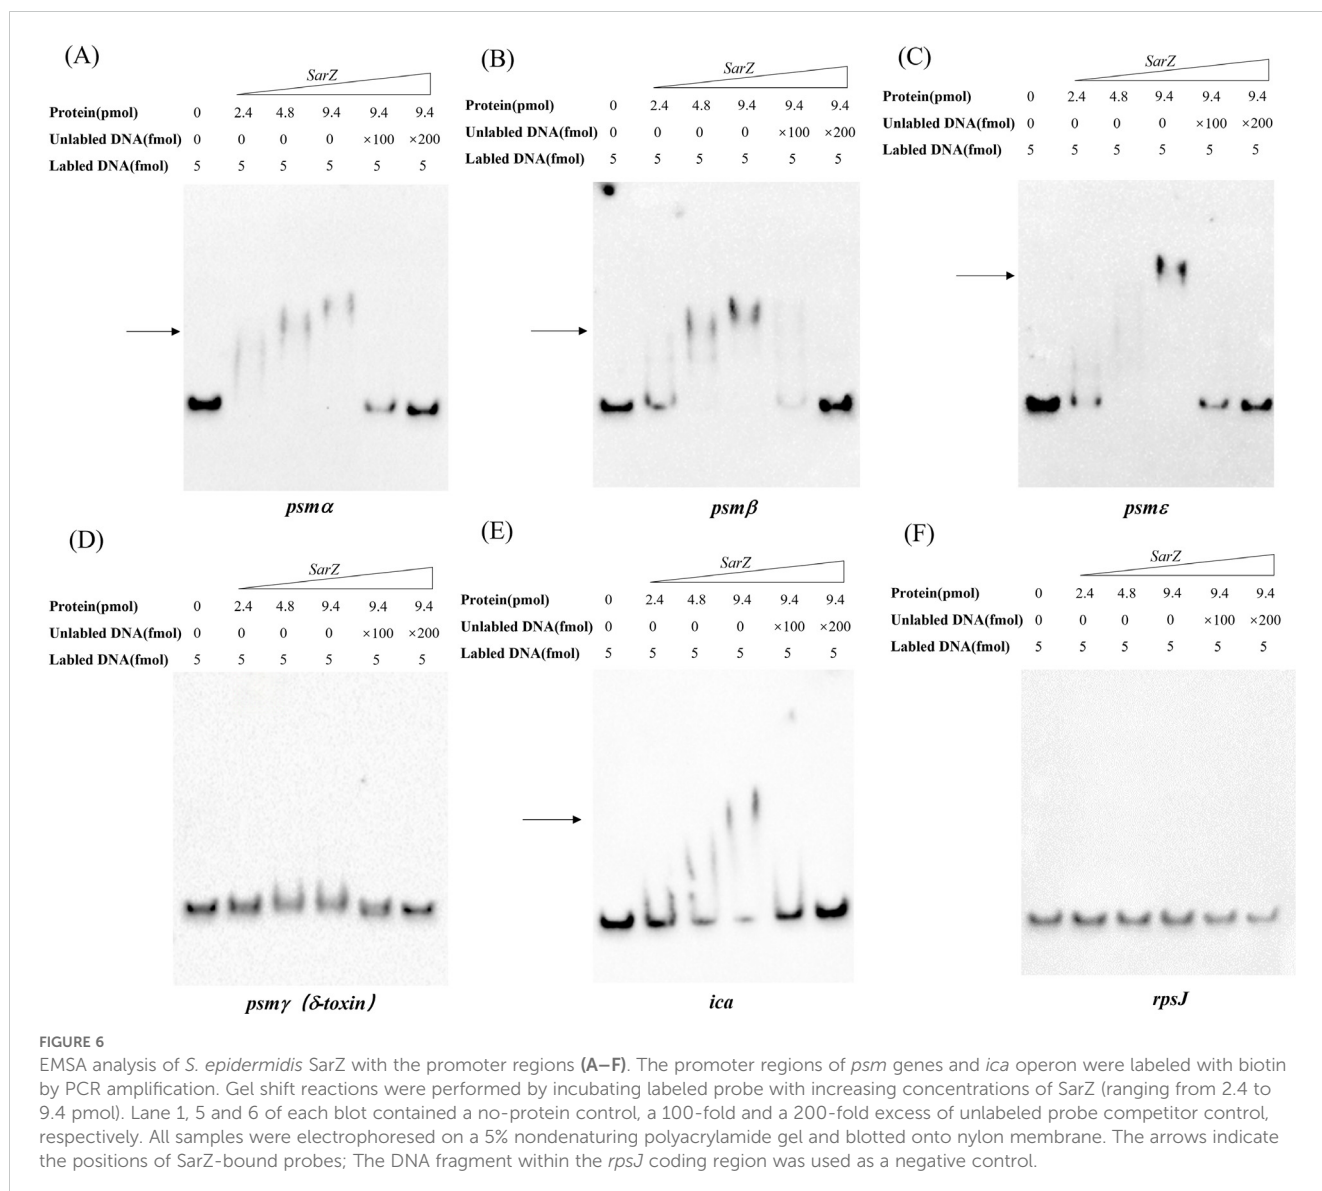 (A)
SarZ
Protein(pmol) 0 2.4 4.8 9.4 9.4 9.4
Unlabled DNA(fmol) 0 0 0 0 ×100 ×200
Labled DNA(fmol) 5 5 5 5 5 5
psmα
(B)
SarZ
Protein(pmol) 0 2.4 4.8 9.4 9.4 9.4
Unlabled DNA(fmol) 0 0 0 0 ×100 ×200
Labled DNA(fmol) 5 5 5 5 5 5
psmβ
(C)
SarZ
Protein(pmol) 0 2.4 4.8 9.4 9.4 9.4
Unlabled DNA(fmol) 0 0 0 0 ×100 ×200
Labled DNA(fmol) 5 5 5 5 5 5
psmε
(D)
SarZ
Protein(pmol) 0 2.4 4.8 9.4 9.4 9.4
Unlabled DNA(fmol) 0 0 0 0 ×100 ×200
Labled DNA(fmol) 5 5 5 5 5 5
psmγ (δ-toxin)
(E)
SarZ
Protein(pmol) 0 2.4 4.8 9.4 9.4 9.4
Unlabled DNA(fmol) 0 0 0 0 ×100 ×200
Labled DNA(fmol) 5 5 5 5 5 5
ica
(F)
SarZ
Protein(pmol) 0 2.4 4.8 9.4 9.4 9.4
Unlabled DNA(fmol) 0 0 0 0 ×100 ×200
Labled DNA(fmol) 5 5 5 5 5 5
rpsJ
FIGURE 6
EMSA analysis of S. epidermidis SarZ with the promoter regions (A–F). The promoter regions of psm genes and ica operon were labeled with biotin
by PCR amplification. Gel shift reactions were performed by incubating labeled probe with increasing concentrations of SarZ (ranging from 2.4 to
9.4 pmol). Lane 1, 5 and 6 of each blot contained a no-protein control, a 100-fold and a 200-fold excess of unlabeled probe competitor control,
respectively. All samples were electrophoresed on a 5% nondenaturing polyacrylamide gel and blotted onto nylon membrane. The arrows indicate
the positions of SarZ-bound probes; The DNA fragment within the rpsJ coding region was used as a negative control.